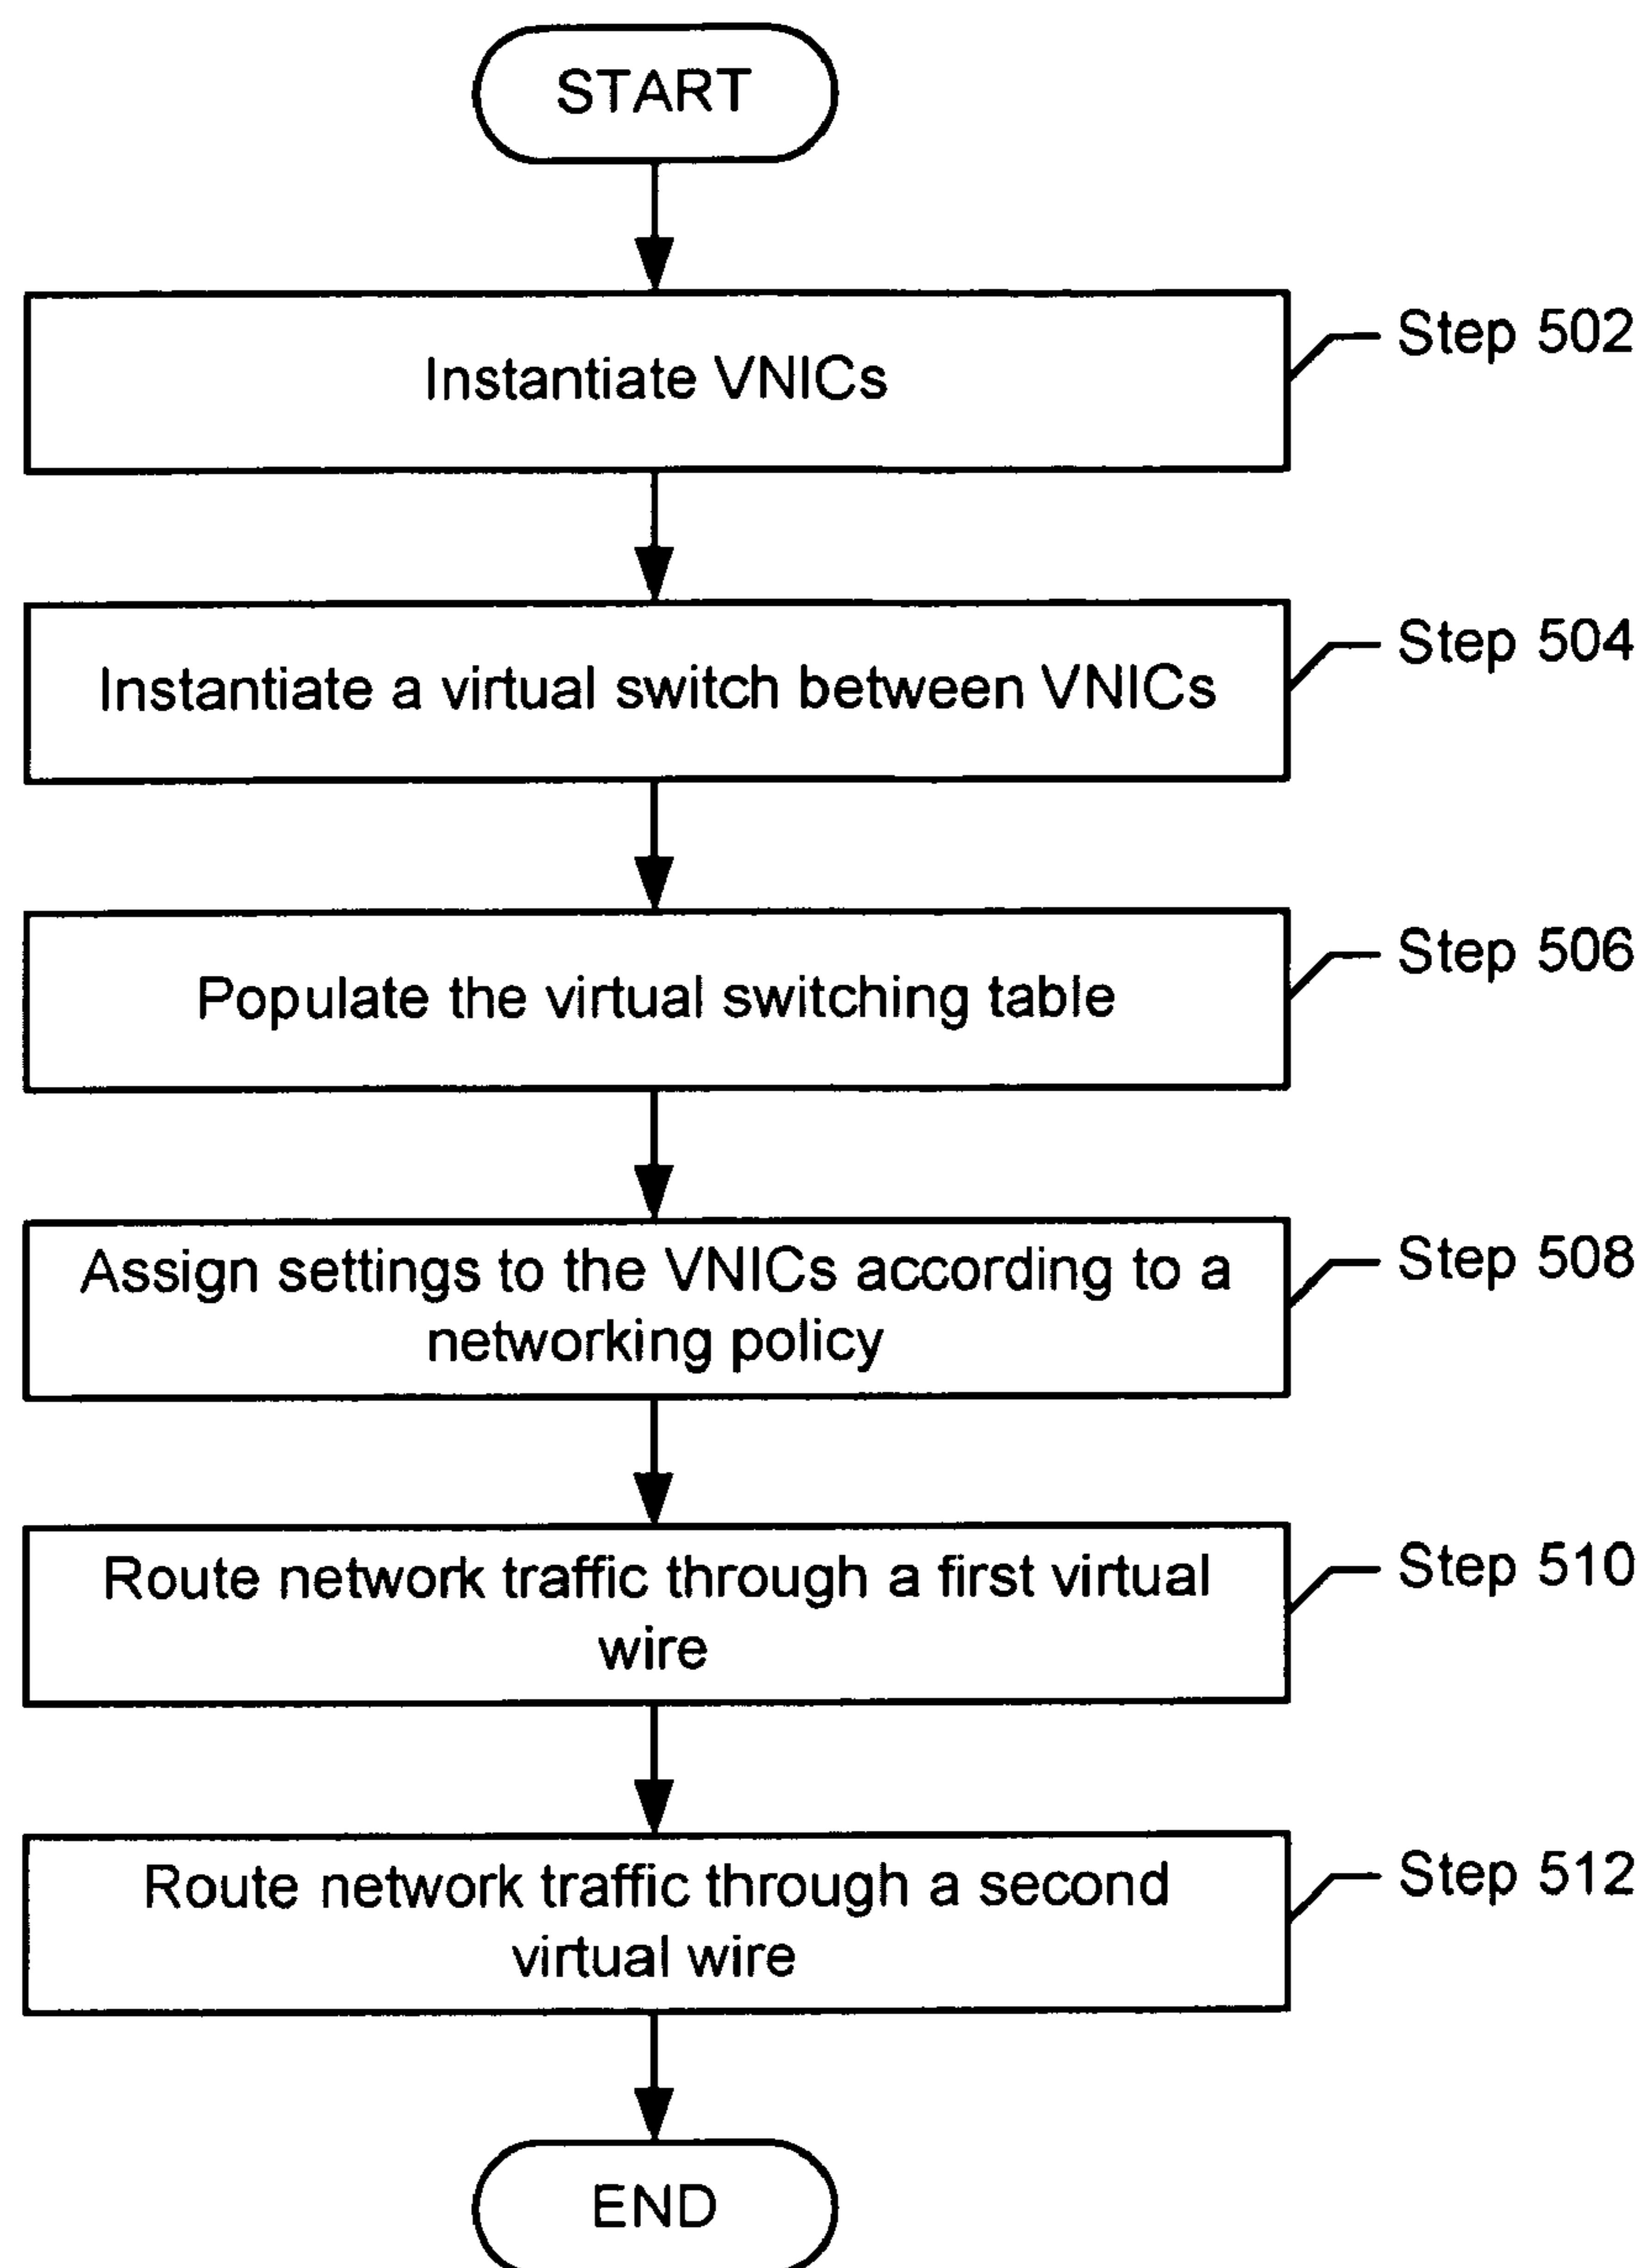 START
Instantiate VNICs
Step 502
Instantiate a virtual switch between VNICs
Step 504
Populate the virtual switching table
Step 506
Assign settings to the VNICs according to a
networking policy
Step 508
Route network traffic through a first virtual
wire
Step 510
Route network traffic through a second
virtual wire
Step 512
END